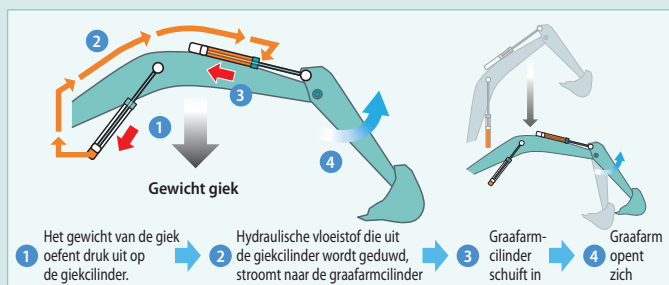 2
3
1
4
Gewicht giek
1 Het gewicht van de giek
oefent druk uit op
de giekcilinder.
2 Hydraulische vloeistof die uit
de giekcilinder wordt geduwd,
stroomt naar de graafarmcilinder
3 Graafarm-
cilinder
schuift in
4 Graafarm
opent
zich